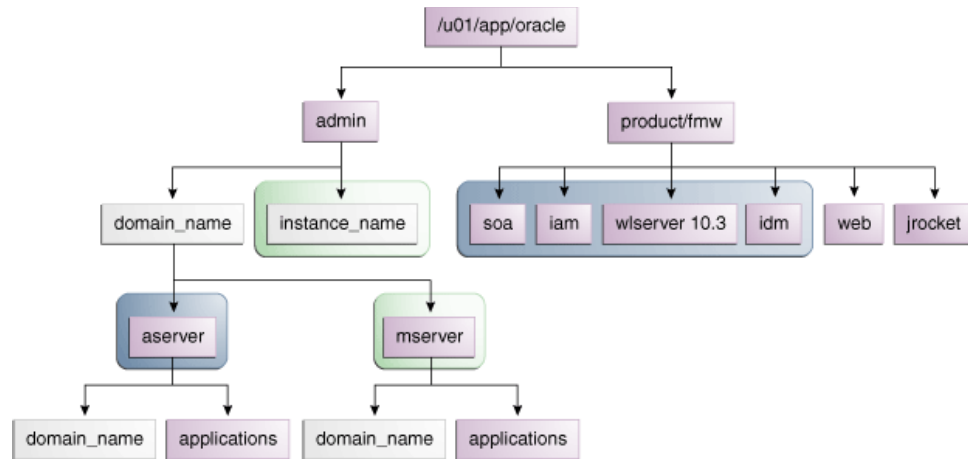 /u01/app/oracle
admin
product/fmw
domain_name
instance_name
soa
iam
wlserver 10.3
idm
web
jrocket
aserver
mserver
domain_name
applications
domain_name
applications